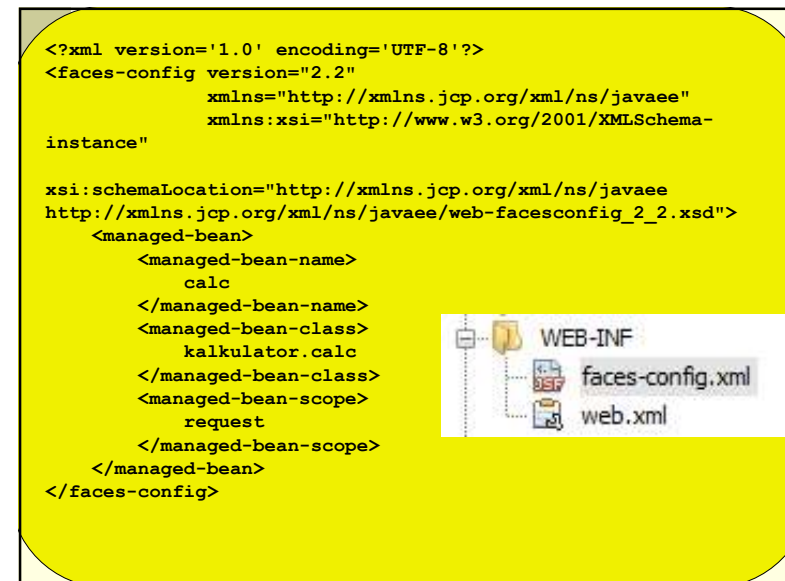 <?xml version='1.0' encoding='UTF-8'?>
<faces-config version="2.2"
xmlns="http://xmlns.jcp.org/xml/ns/javaee"
xmlns:xsi="http://www.w3.org/2001/XMLSchema-
instance"
xsi:schemaLocation="http://xmlns.jcp.org/xml/ns/javaee
http://xmlns.jcp.org/xml/ns/javaee/web-facesconfig_2_2.xsd">
<managed-bean>
<managed-bean-name>
calc
</managed-bean-name>
<managed-bean-class>
kalkulator.calc
</managed-bean-class>
<managed-bean-scope>
request
</managed-bean-scope>
</managed-bean>
</faces-config>
WEB-INF
faces-config.xml
web.xml